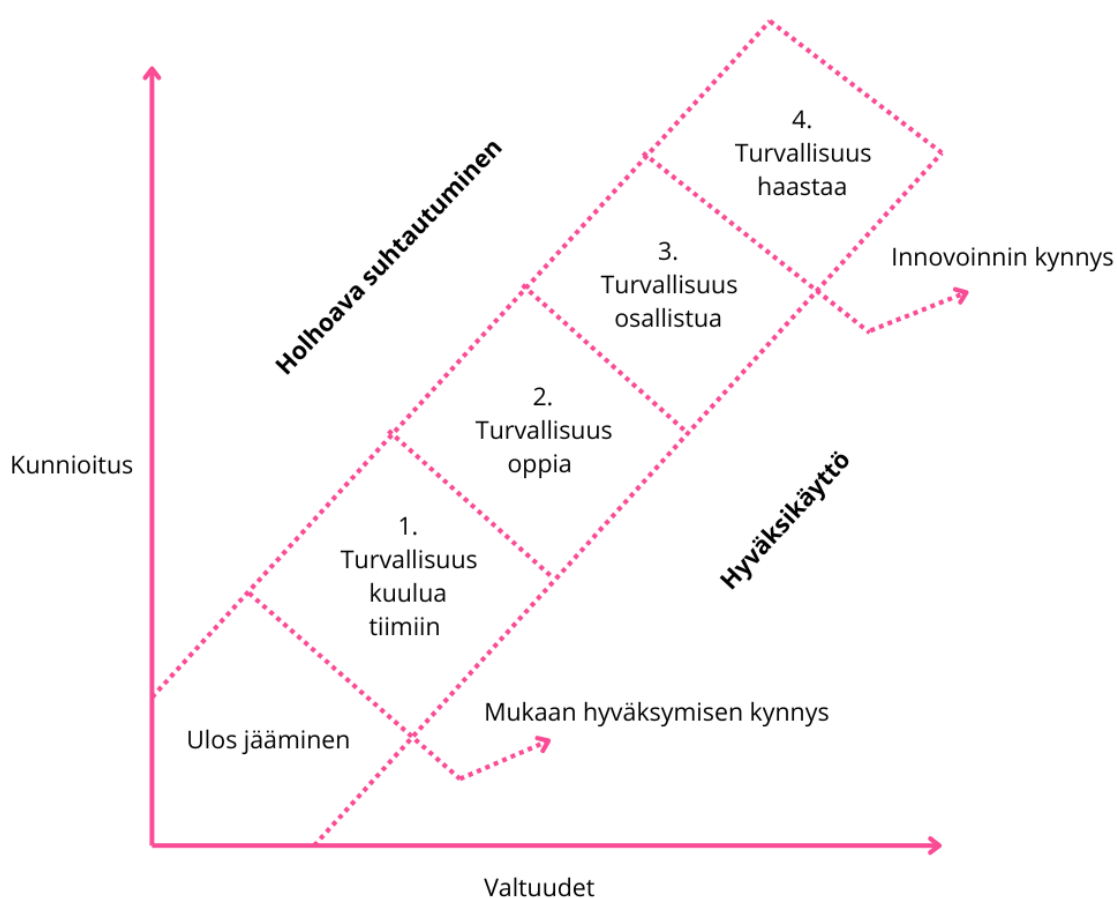 4.
Turvallisuus
haastaa
Holhoava suhtautuminen
3.
Turvallisuus
osallistua
Innovoinnin kynnys
2.
Turvallisuus
oppia
Kunnioitus
Hyväksikäyttö
1.
Turvallisuus
kuulua
tiimiin
Mukaan hyväksymisen kynnys
Ulos jääminen
Valtuudet